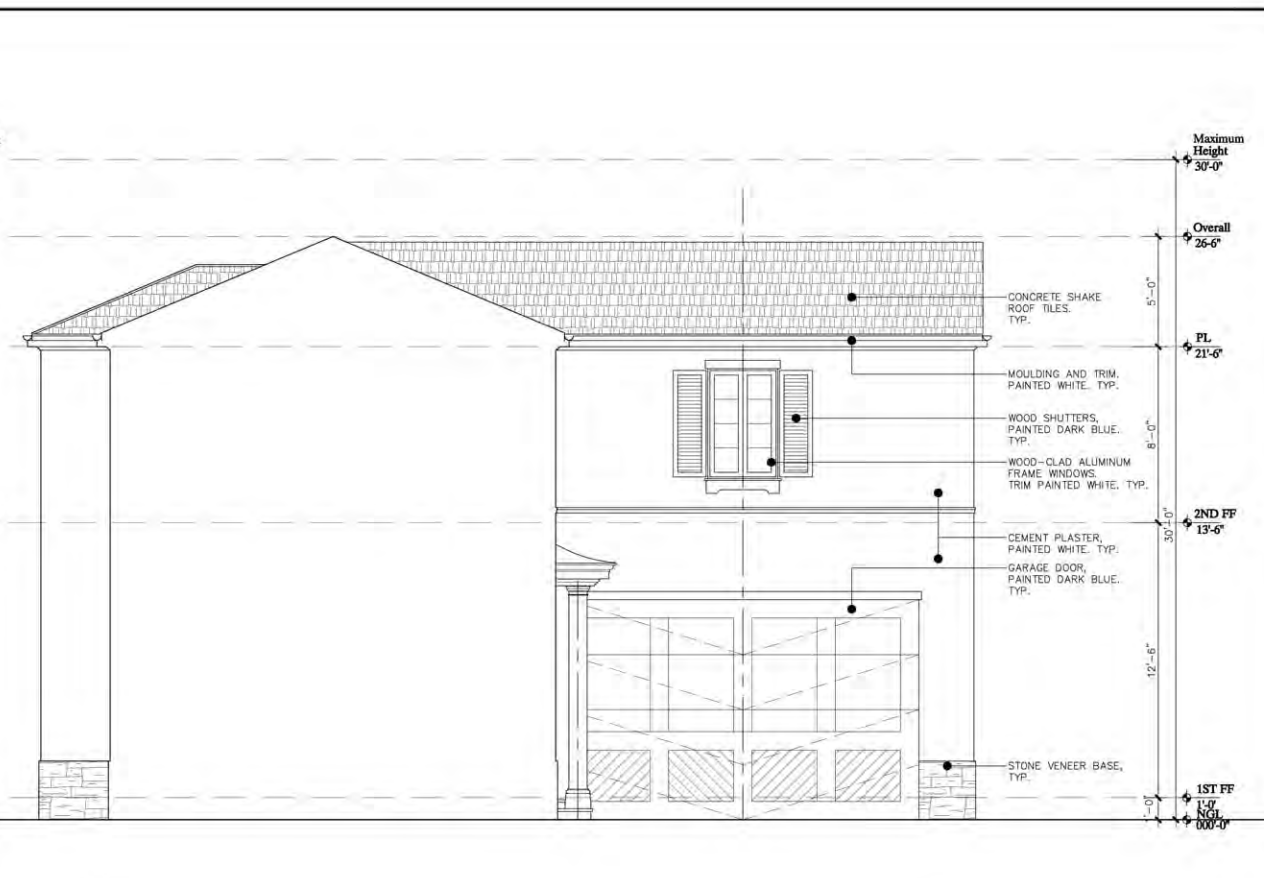 Maximum
Height
30'-0"
Overall
26-6"
5'-0"
CONCRETE SHAKE
ROOF TILES.
TYP.
PL
21'-6"
MOULDING AND TRIM.
PAINTED WHITE. TYP.
WOOD SHUTTERS,
PAINTED DARK BLUE.
TYP.
8'-0"
WOOD-CLAD ALUMINUM
FRAME WINDOWS.
TRIM PAINTED WHITE. TYP.
2ND FF
13'-6"
30'-0"
CEMENT PLASTER,
PAINTED WHITE. TYP.
GARAGE DOOR,
PAINTED DARK BLUE.
TYP.
12'-6"
STONE VENEER BASE,
TYP.
1ST FF
1'-0'
NGL
000'-0"